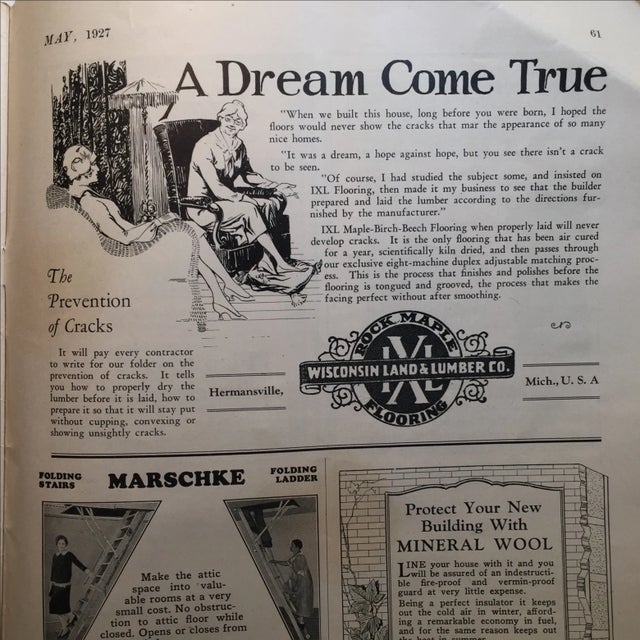 MAY, 1927
61
A Dream Come True
"When we built this house, long before you were born, I hoped the
floors would never show the cracks that mar the appearance of so many
nice homes.
"It was a dream, a hope against hope, but you see there isn't a crack
to be seen.
"Of course, I had studied the subject some, and insisted on
IXL Flooring, then made it my business to see that the builder
prepared and laid the lumber according to the directions fur-
nished by the manufacturer."
IXL Maple-Birch-Beech Flooring when properly laid will never
develop cracks. It is the only flooring that has been air cured
for a year, scientifically kiln dried, and then passes through
our exclusive eight-machine duplex adjustable matching proc-
ess. This is the process that finishes and polishes before the
flooring is tongued and grooved, the process that makes the
facing perfect without after smoothing.
The
Prevention
of Cracks
It will pay every contractor
to write for our folder on the
prevention of cracks. It tells
you how to properly dry the
lumber before it is laid, how to
prepare it so that it will stay put
without cupping, convexing or
showing unsightly cracks.
Hermansville,
ROCK MAPLE
IXL
WISCONSIN LAND & LUMBER CO.
FLOORING
Mich., U. S. A
FOLDING
STAIRS
MARSCHKE
FOLDING
LADDER
Make the attic
space into valu-
able rooms at a very
small cost. No obstruc-
tion to attic floor while
closed. Opens or closes from
Protect Your New
Building With
MINERAL WOOL
LINE your house with it and you
will be assured of an indestructi-
ble fire-proof and vermin-proof
guard at very little expense.
Being a perfect insulator it keeps
out the cold air in winter, afford-
ing a remarkable economy in fuel,
and for the same reason keeps out
the heat in summer.